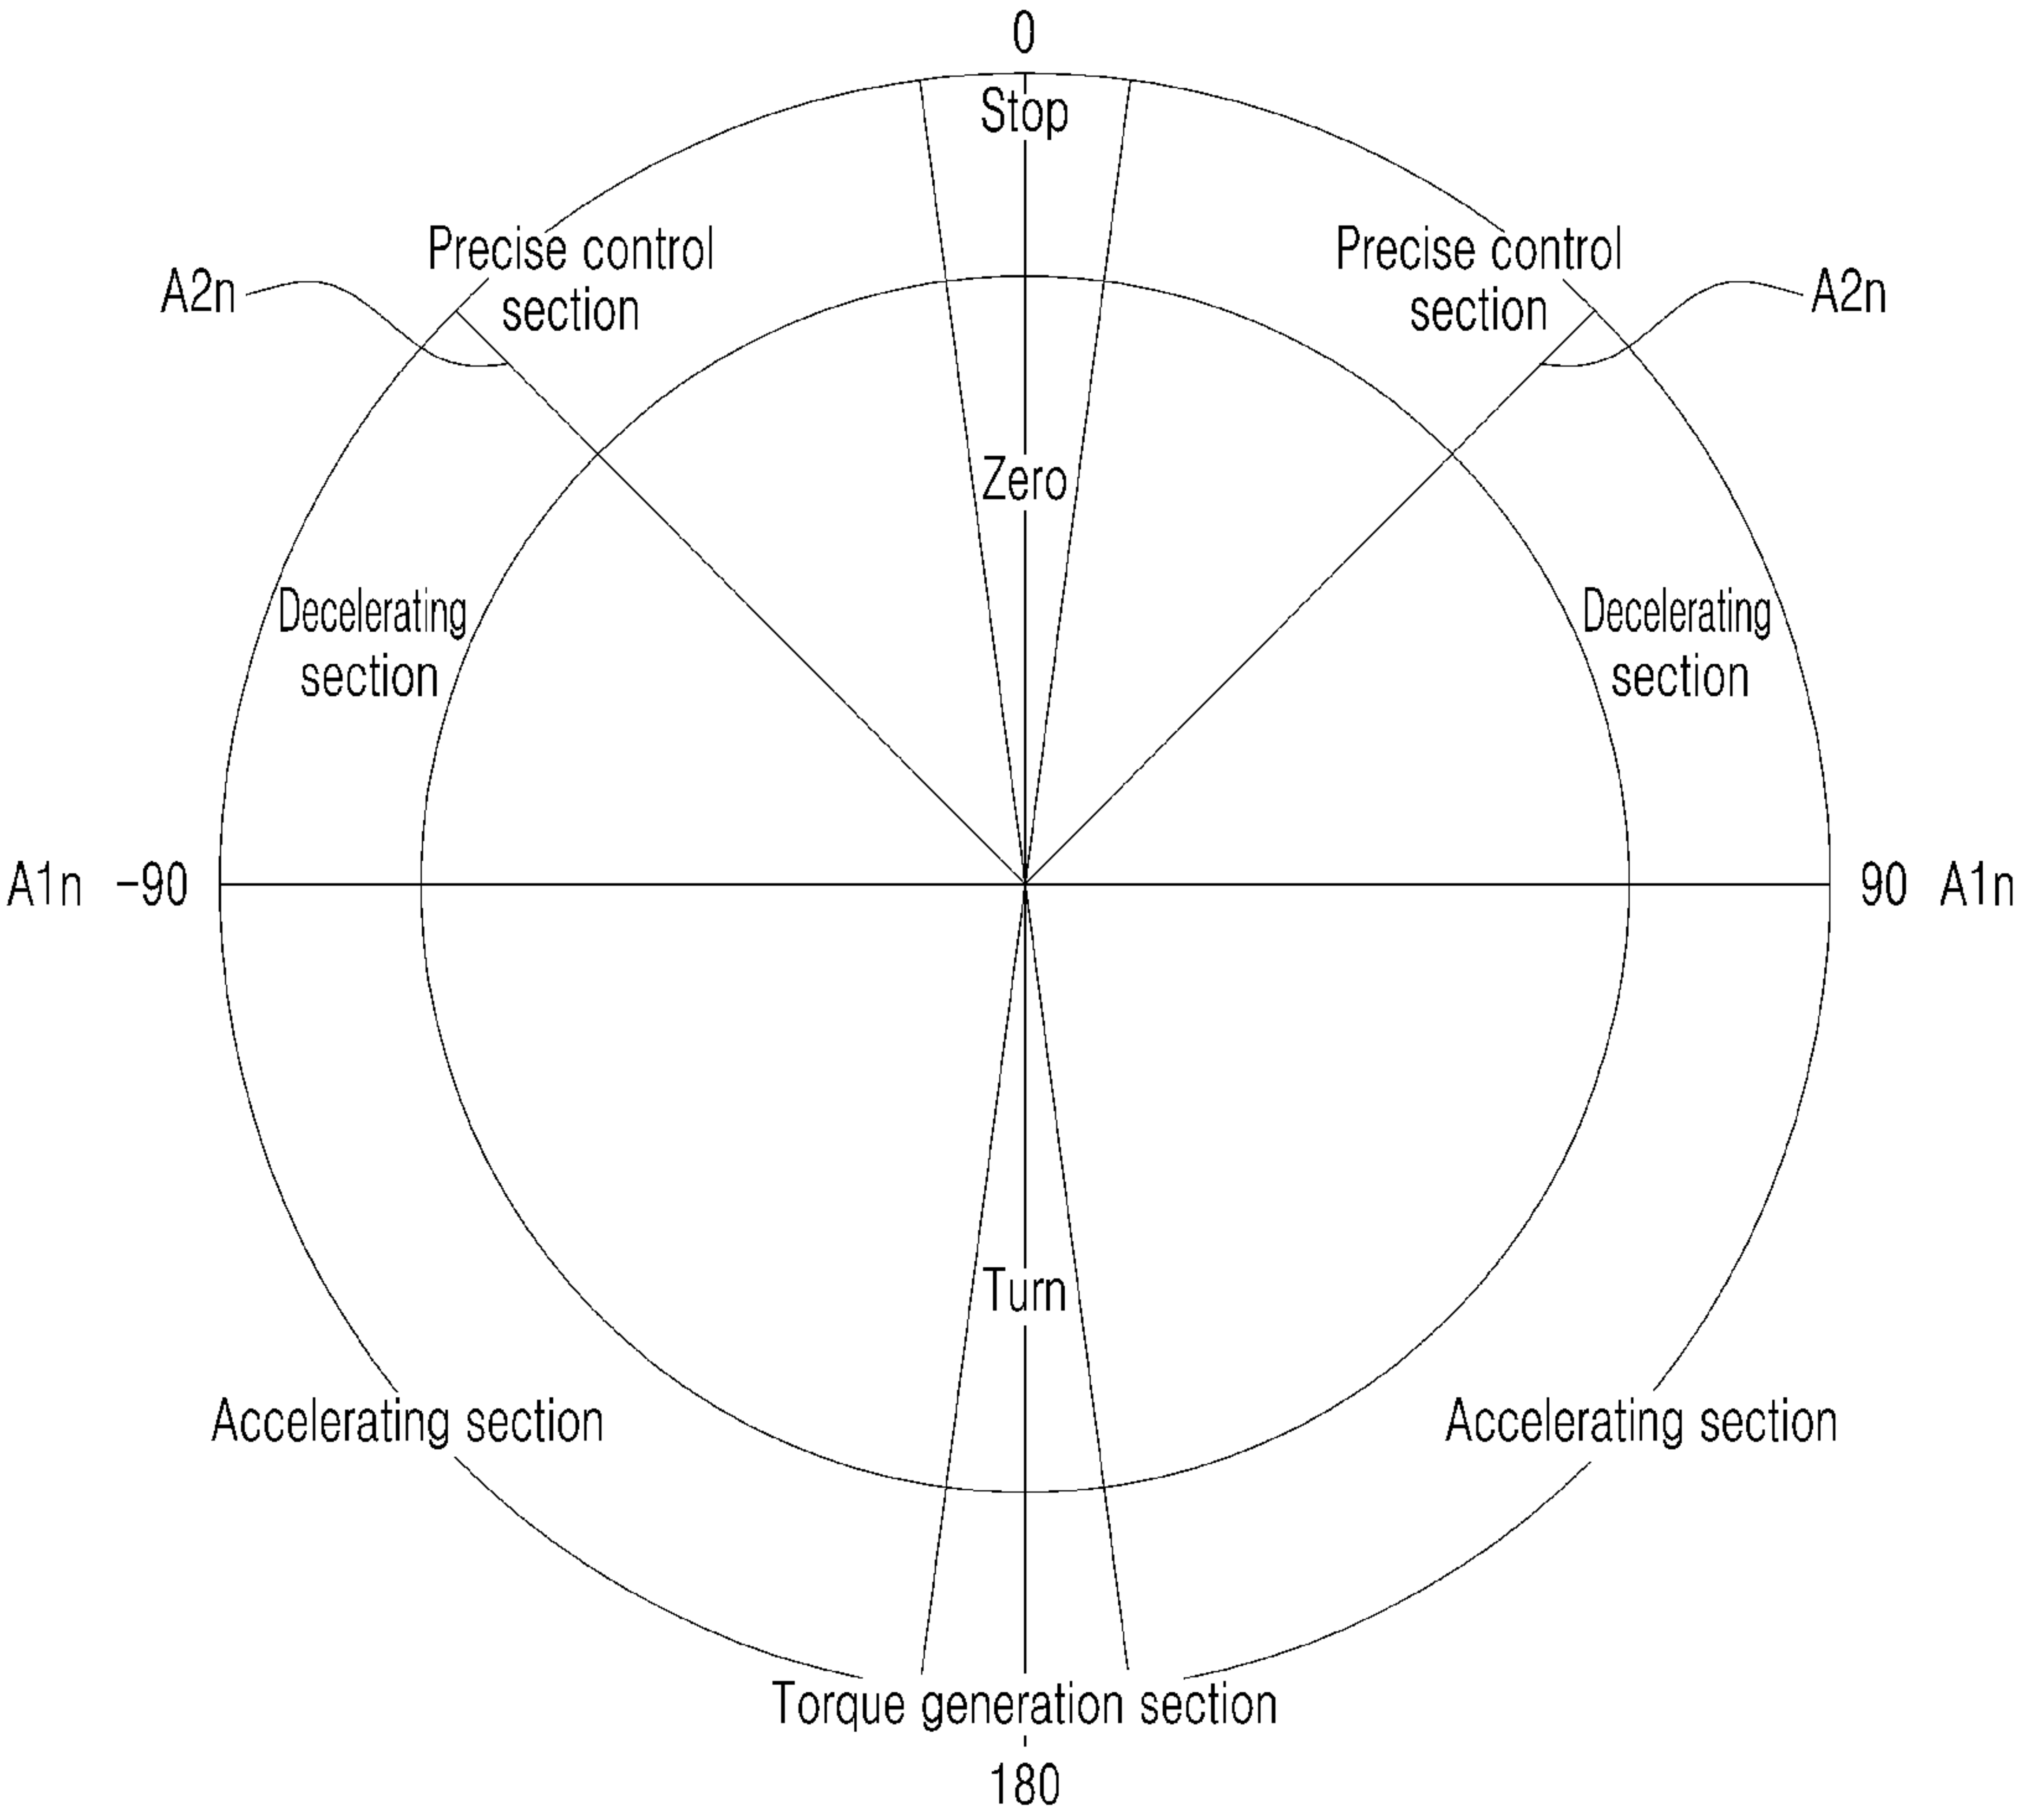 0
Stop
Precise control
section
Precise control
section
A2n
A2n
Zero
Decelerating
section
Decelerating
section
A1n -90
90 A1n
Turn
Accelerating section
Accelerating section
Torque generation section
180